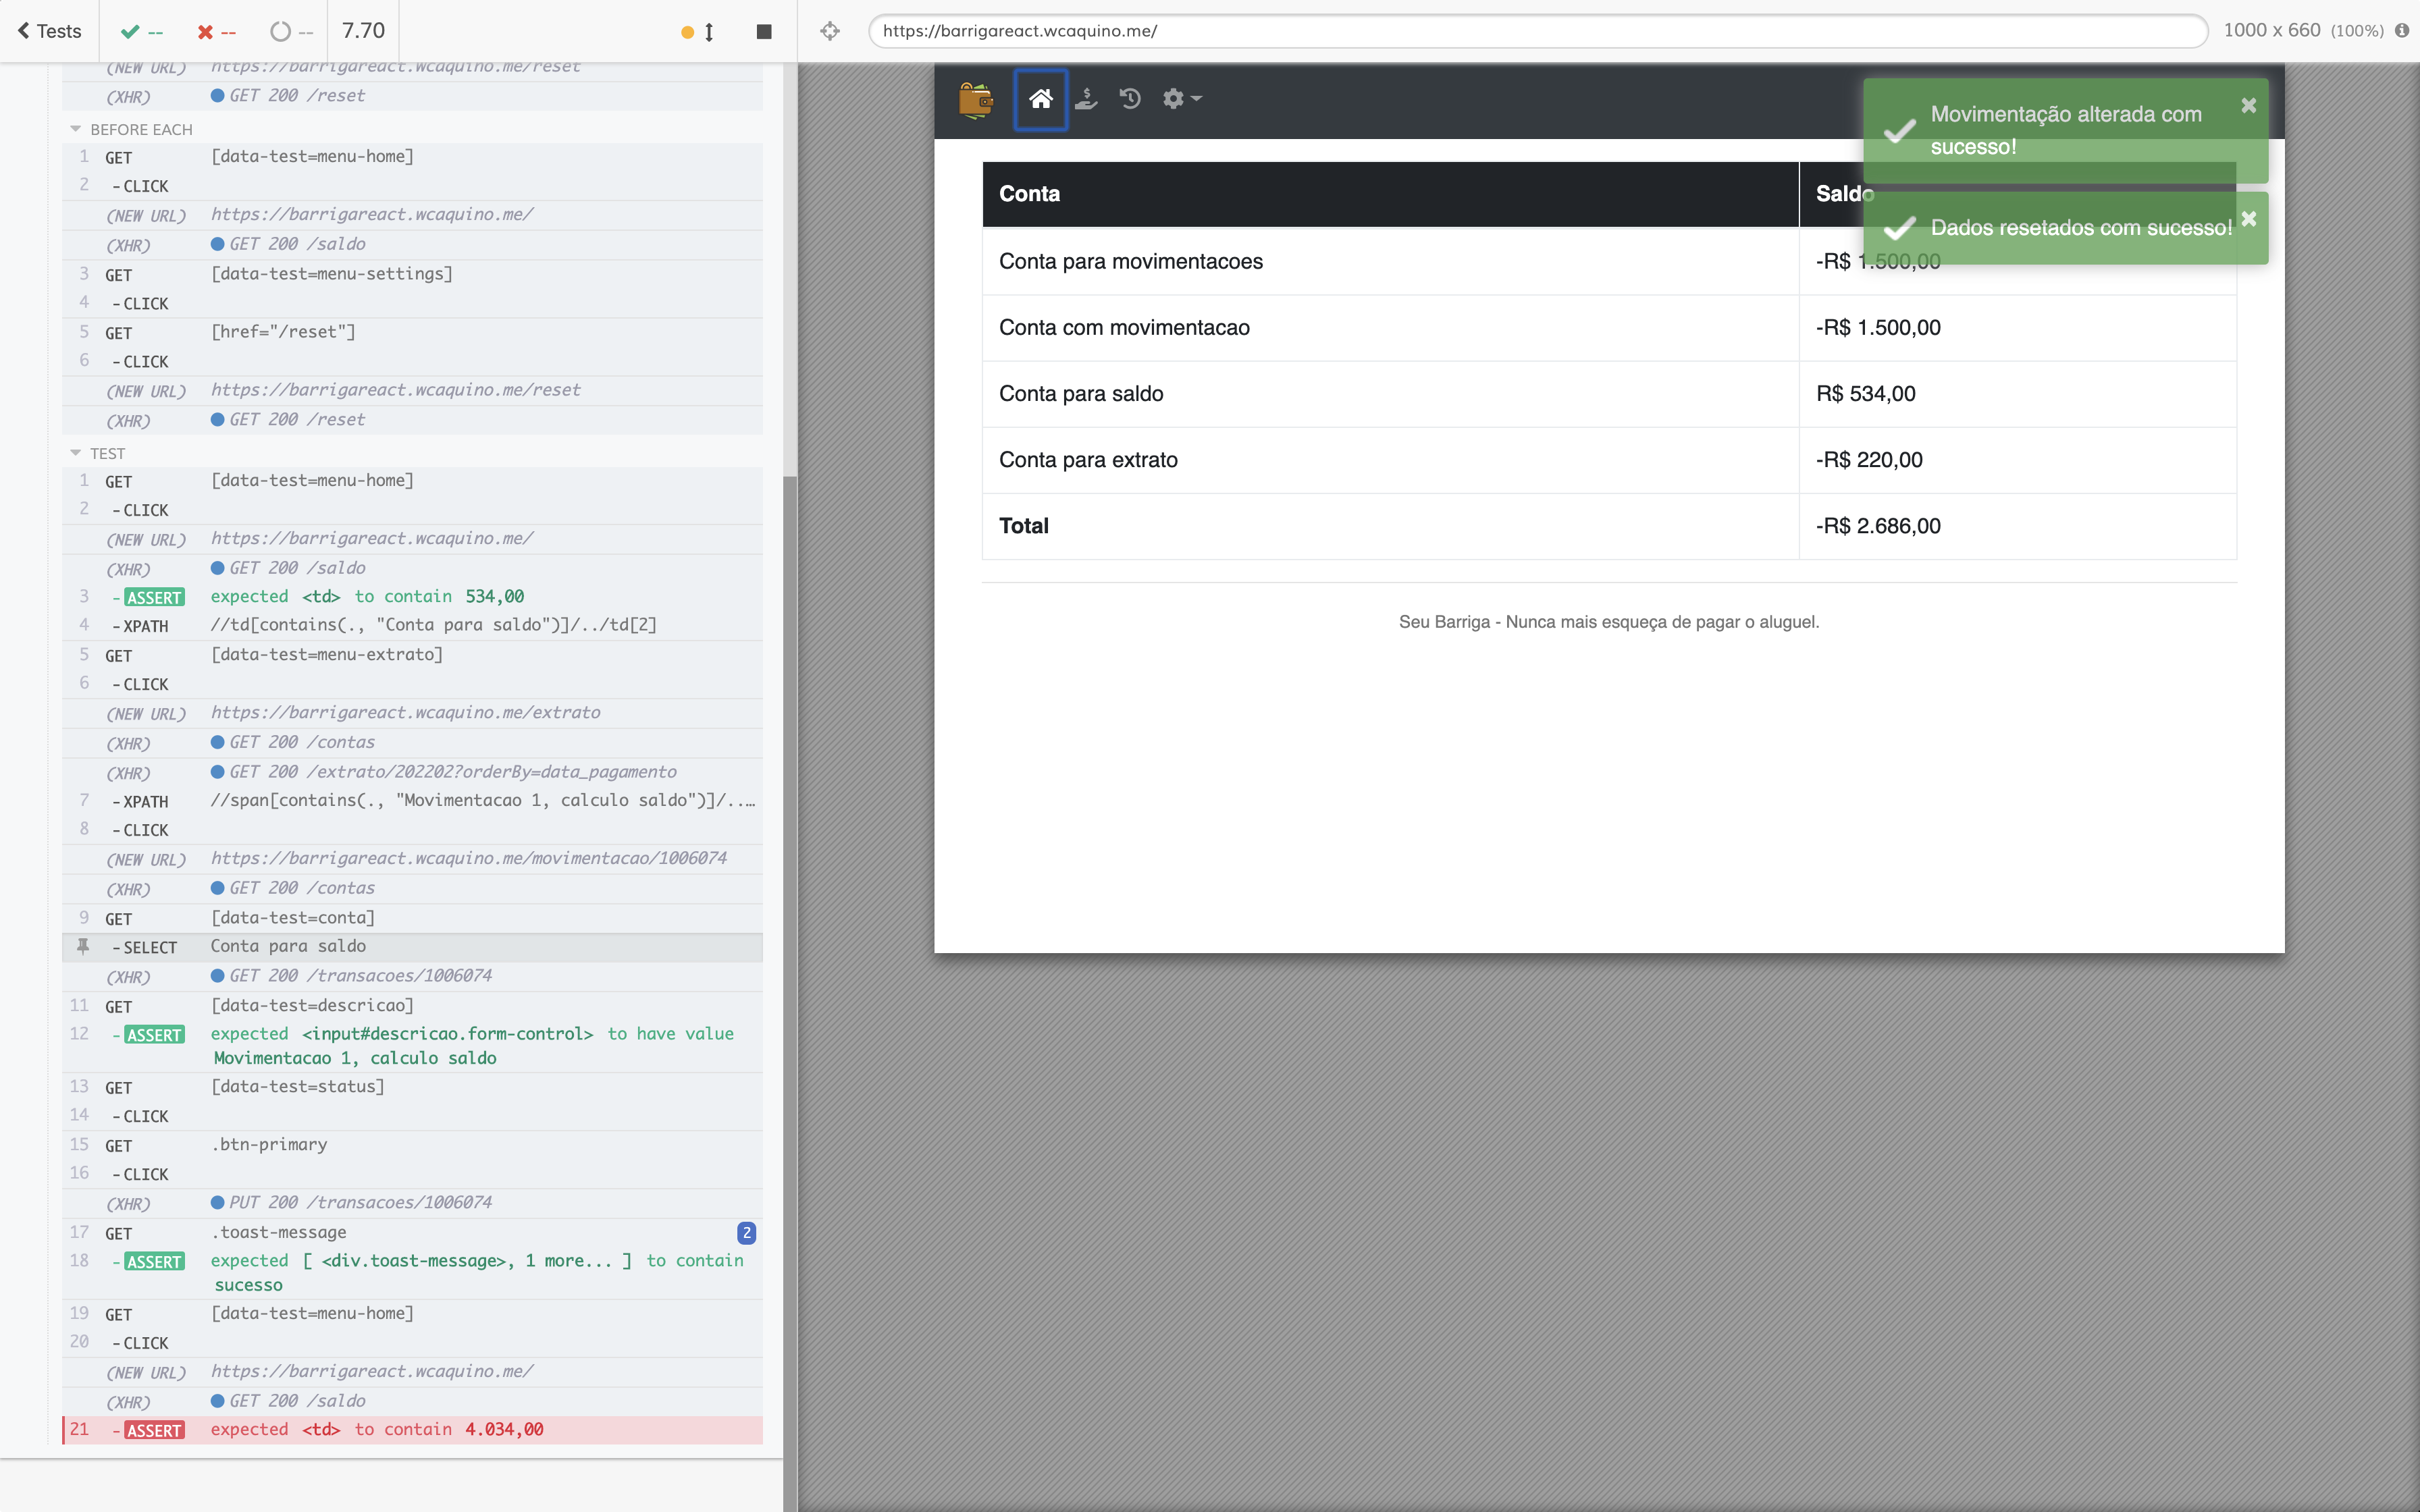 Tests
--
--
--
7.70
https://barrigareact.wcaquino.me/
1000 x 660 (100%)
(NEW URL) https://barrigareact.wcaquino.me/reset
(XHR) GET 200 /reset
BEFORE EACH
1 GET [data-test=menu-home]
2 -CLICK
(NEW URL) https://barrigareact.wcaquino.me/
(XHR) GET 200 /saldo
3 GET [data-test=menu-settings]
4 -CLICK
5 GET [href="/reset"]
6 -CLICK
(NEW URL) https://barrigareact.wcaquino.me/reset
(XHR) GET 200 /reset
TEST
1 GET [data-test=menu-home]
2 -CLICK
(NEW URL) https://barrigareact.wcaquino.me/
(XHR) GET 200 /saldo
3 -ASSERT expected <td> to contain 534,00
4 -XPATH //td[contains(., "Conta para saldo")]/../td[2]
5 GET [data-test=menu-extrato]
6 -CLICK
(NEW URL) https://barrigareact.wcaquino.me/extrato
(XHR) GET 200 /contas
(XHR) GET 200 /extrato/202202?orderBy=data_pagamento
7 -XPATH //span[contains(., "Movimentacao 1, calculo saldo")]/..…
8 -CLICK
(NEW URL) https://barrigareact.wcaquino.me/movimentacao/1006074
(XHR) GET 200 /contas
9 GET [data-test=conta]
-SELECT Conta para saldo
(XHR) GET 200 /transacoes/1006074
11 GET [data-test=descricao]
12 -ASSERT expected <input#descricao.form-control> to have value
Movimentacao 1, calculo saldo
13 GET [data-test=status]
14 -CLICK
15 GET .btn-primary
16 -CLICK
(XHR) PUT 200 /transacoes/1006074
17 GET .toast-message 2
18 -ASSERT expected [ <div.toast-message>, 1 more... ] to contain
sucesso
19 GET [data-test=menu-home]
20 -CLICK
(NEW URL) https://barrigareact.wcaquino.me/
(XHR) GET 200 /saldo
21 -ASSERT expected <td> to contain 4.034,00
Movimentação alterada com
sucesso!
Dados resetados com sucesso!
Conta Saldo
Conta para movimentacoes -R$ 1.500,00
Conta com movimentacao -R$ 1.500,00
Conta para saldo R$ 534,00
Conta para extrato -R$ 220,00
Total -R$ 2.686,00
Seu Barriga - Nunca mais esqueça de pagar o aluguel.